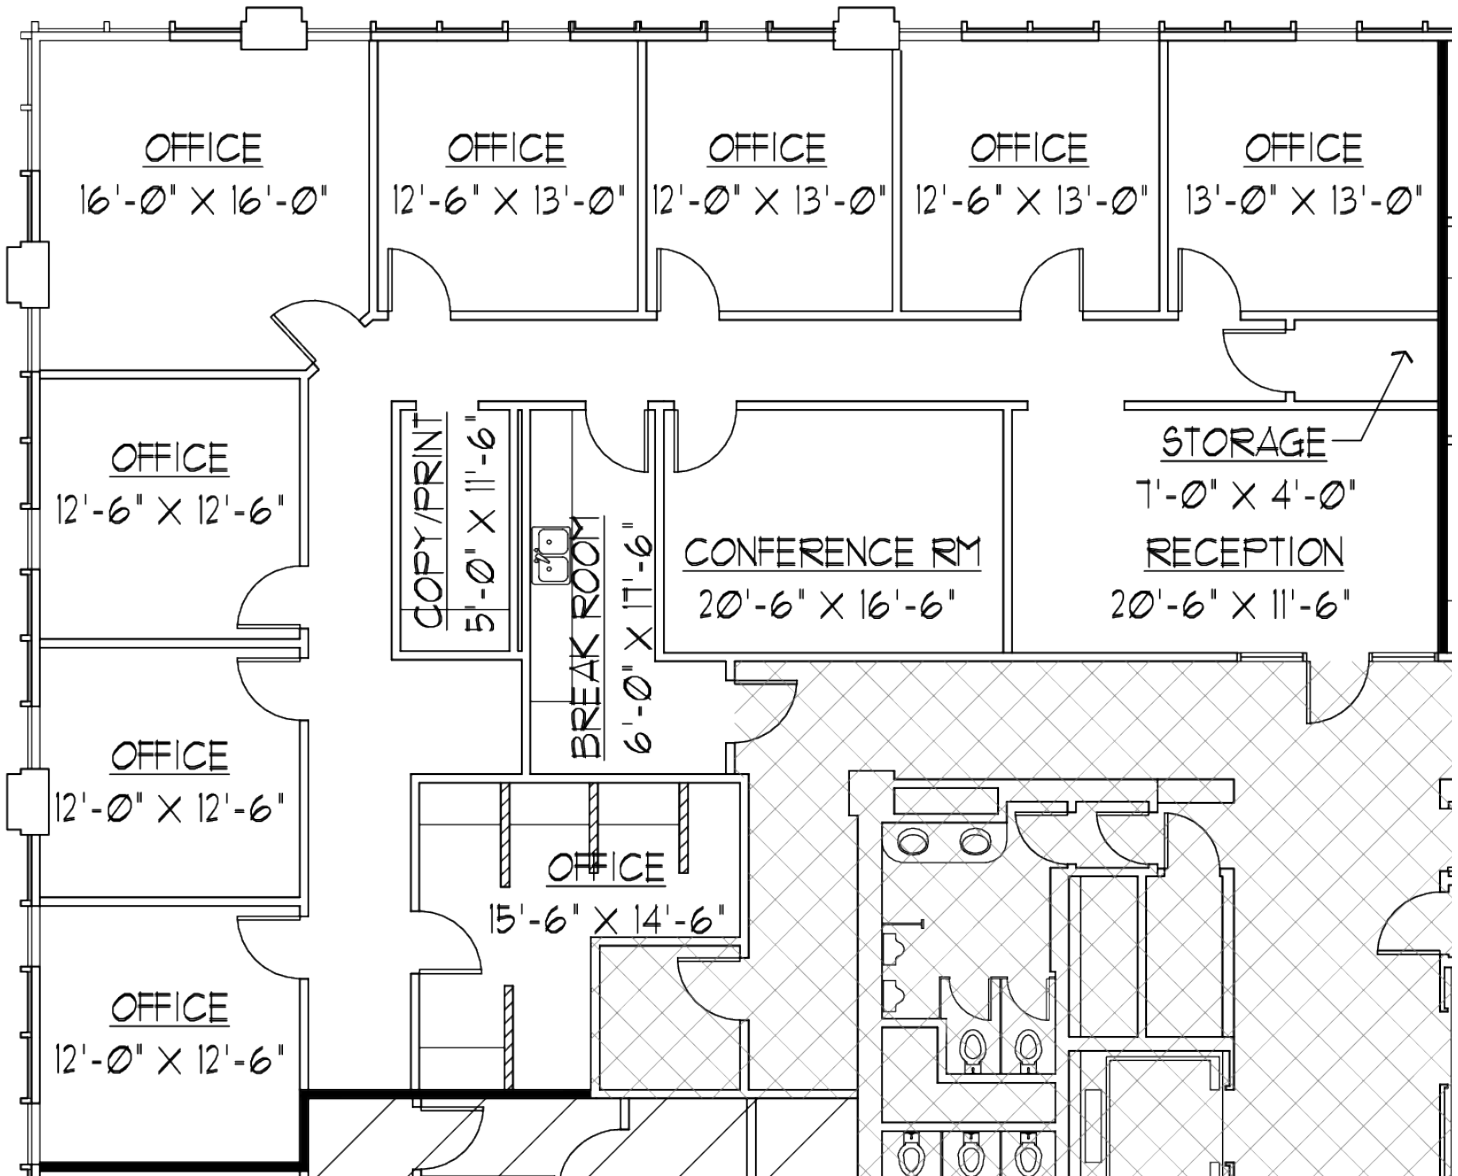 OFFICE
16'-0" X 16'-0"
OFFICE
12'-6" X 13'-0"
OFFICE
12'-0" X 13'-0"
OFFICE
12'-6" X 13'-0"
OFFICE
13'-0" X 13'-0"
OFFICE
12'-6" X 12'-6"
COPY/PRINT
5'-0" X 11'-6"
BREAK ROOM
6'-0" X 17'-6"
CONFERENCE RM
20'-6" X 16'-6"
STORAGE
7'-0" X 4'-0"
RECEPTION
20'-6" X 11'-6"
OFFICE
12'-0" X 12'-6"
OFFICE
15'-6" X 14'-6"
OFFICE
12'-0" X 12'-6"